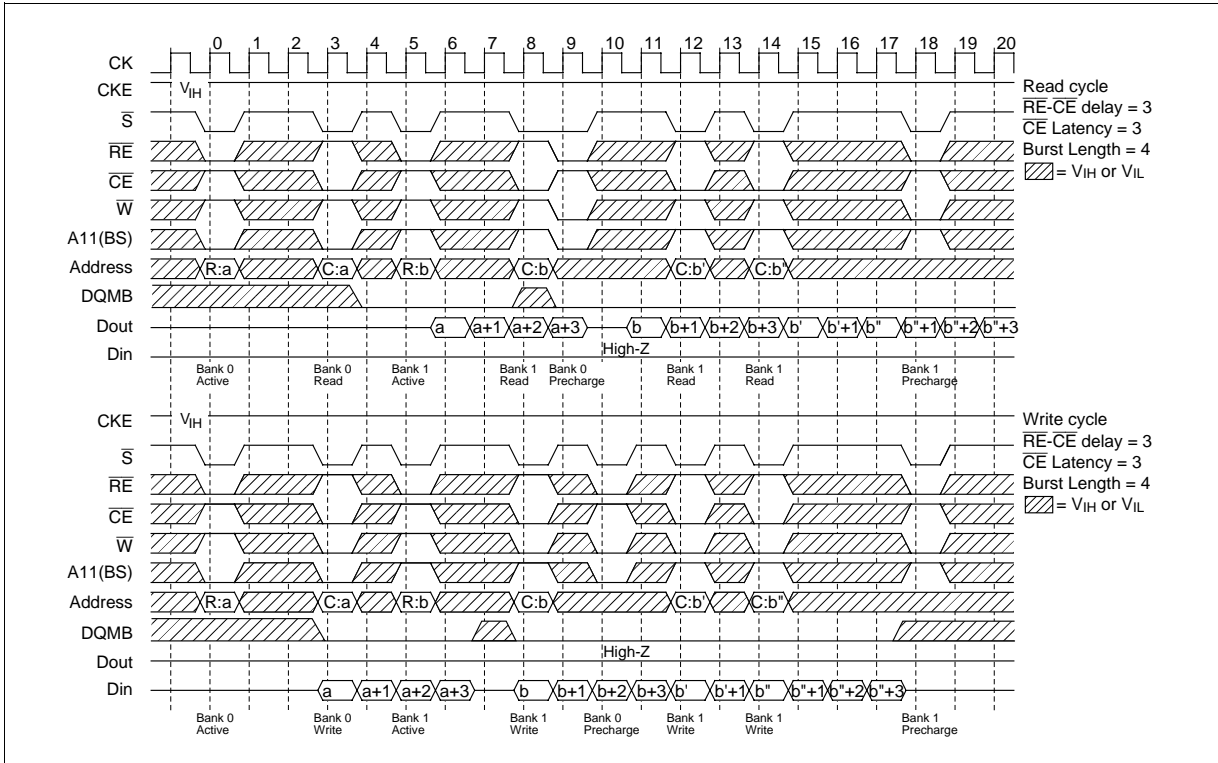 0 1 2 3 4 5 6 7 8 9 10 11 12 13 14 15 16 17 18 19 20
CK
CKE VIH
S
RE
CE
W
A11(BS)
Address R:a C:a R:b C:b C:b' C:b"
DQMB
Dout a a+1 a+2 a+3 b b+1 b+2 b+3 b' b'+1 b" b"+1 b"+2 b"+3
Din High-Z
Bank 0 Bank 0 Bank 1 Bank 1 Bank 0 Bank 1 Bank 1 Bank 1
Active Read Active Read Precharge Read Read Precharge
Read cycle
RE-CE delay = 3
CE Latency = 3
Burst Length = 4
= VIH or VIL
CKE VIH
S
RE
CE
W
A11(BS)
Address R:a C:a R:b C:b C:b' C:b"
DQMB
Dout High-Z
Din a a+1 a+2 a+3 b b+1 b+2 b+3 b' b'+1 b" b"+1 b"+2 b"+3
Bank 0 Bank 0 Bank 1 Bank 1 Bank 0 Bank 1 Bank 1 Bank 1
Active Write Active Write Precharge Write Write Precharge
Write cycle
RE-CE delay = 3
CE Latency = 3
Burst Length = 4
= VIH or VIL